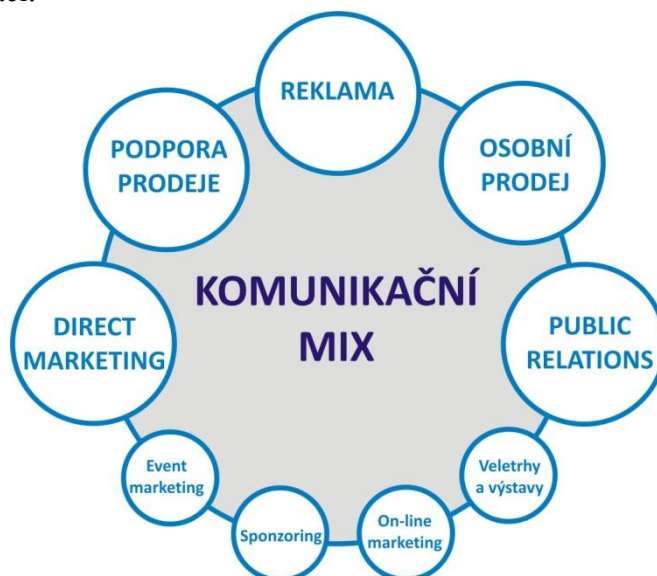 REKLAMA
PODPORA
PRODEJE
OSOBNÍ
PRODEJ
KOMUNIKAČNÍ
MIX
DIRECT
MARKETING
PUBLIC
RELATIONS
Event
marketing
Sponzoring
On-line
marketing
Veletrhy
a výstavy